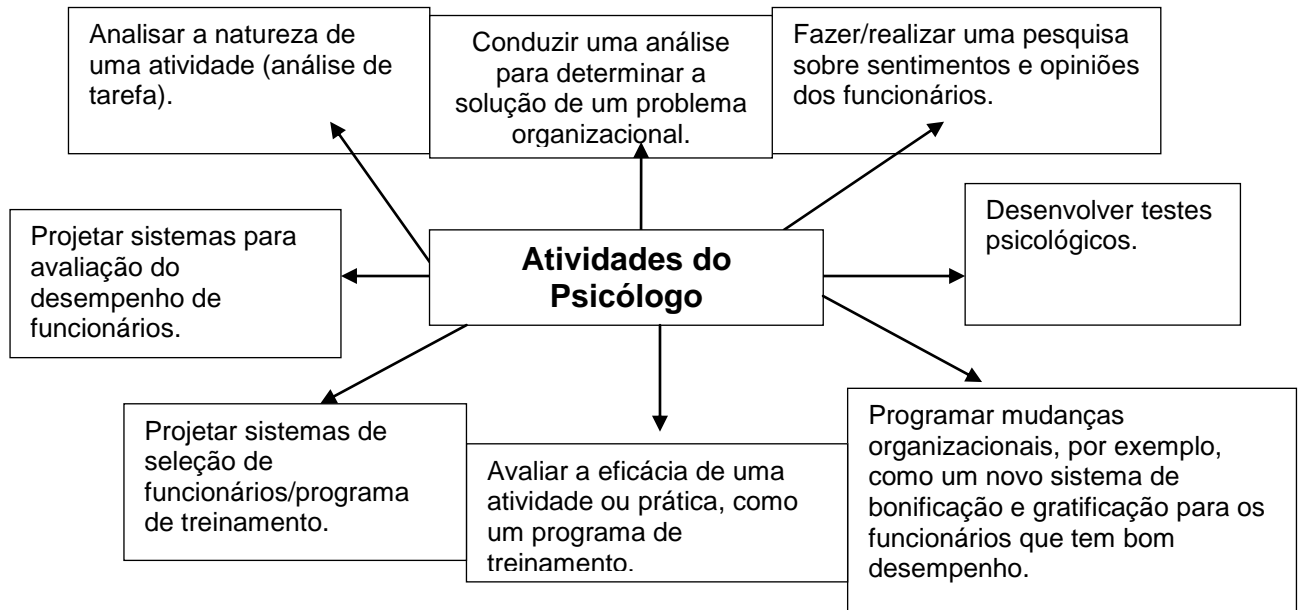 Analisar a natureza de
uma atividade (análise de
tarefa).
Conduzir uma análise
para determinar a
solução de um problema
organizacional.
Fazer/realizar uma pesquisa
sobre sentimentos e opiniões
dos funcionários.
Projetar sistemas para
avaliação do
desempenho de
funcionários.
Atividades do
Psicólogo
Desenvolver testes
psicológicos.
Projetar sistemas de
seleção de
funcionários/programa
de treinamento.
Avaliar a eficácia de uma
atividade ou prática, como
um programa de
treinamento.
Programar mudanças
organizacionais, por exemplo,
como um novo sistema de
bonificação e gratificação para os
funcionários que tem bom
desempenho.